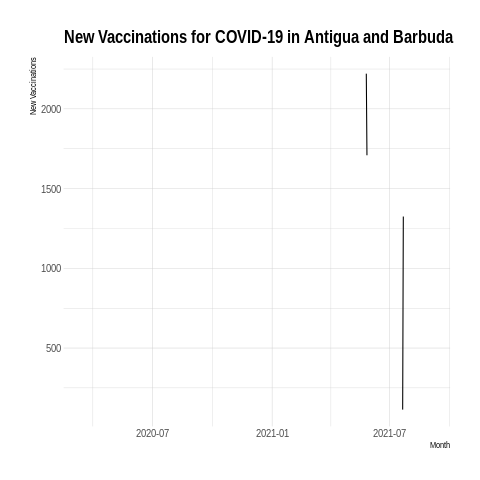 New Vaccinations for COVID-19 in Antigua and Barbuda
New Vaccinations
2000
1500
1000
500
2020-07 2021-01 2021-07
Month